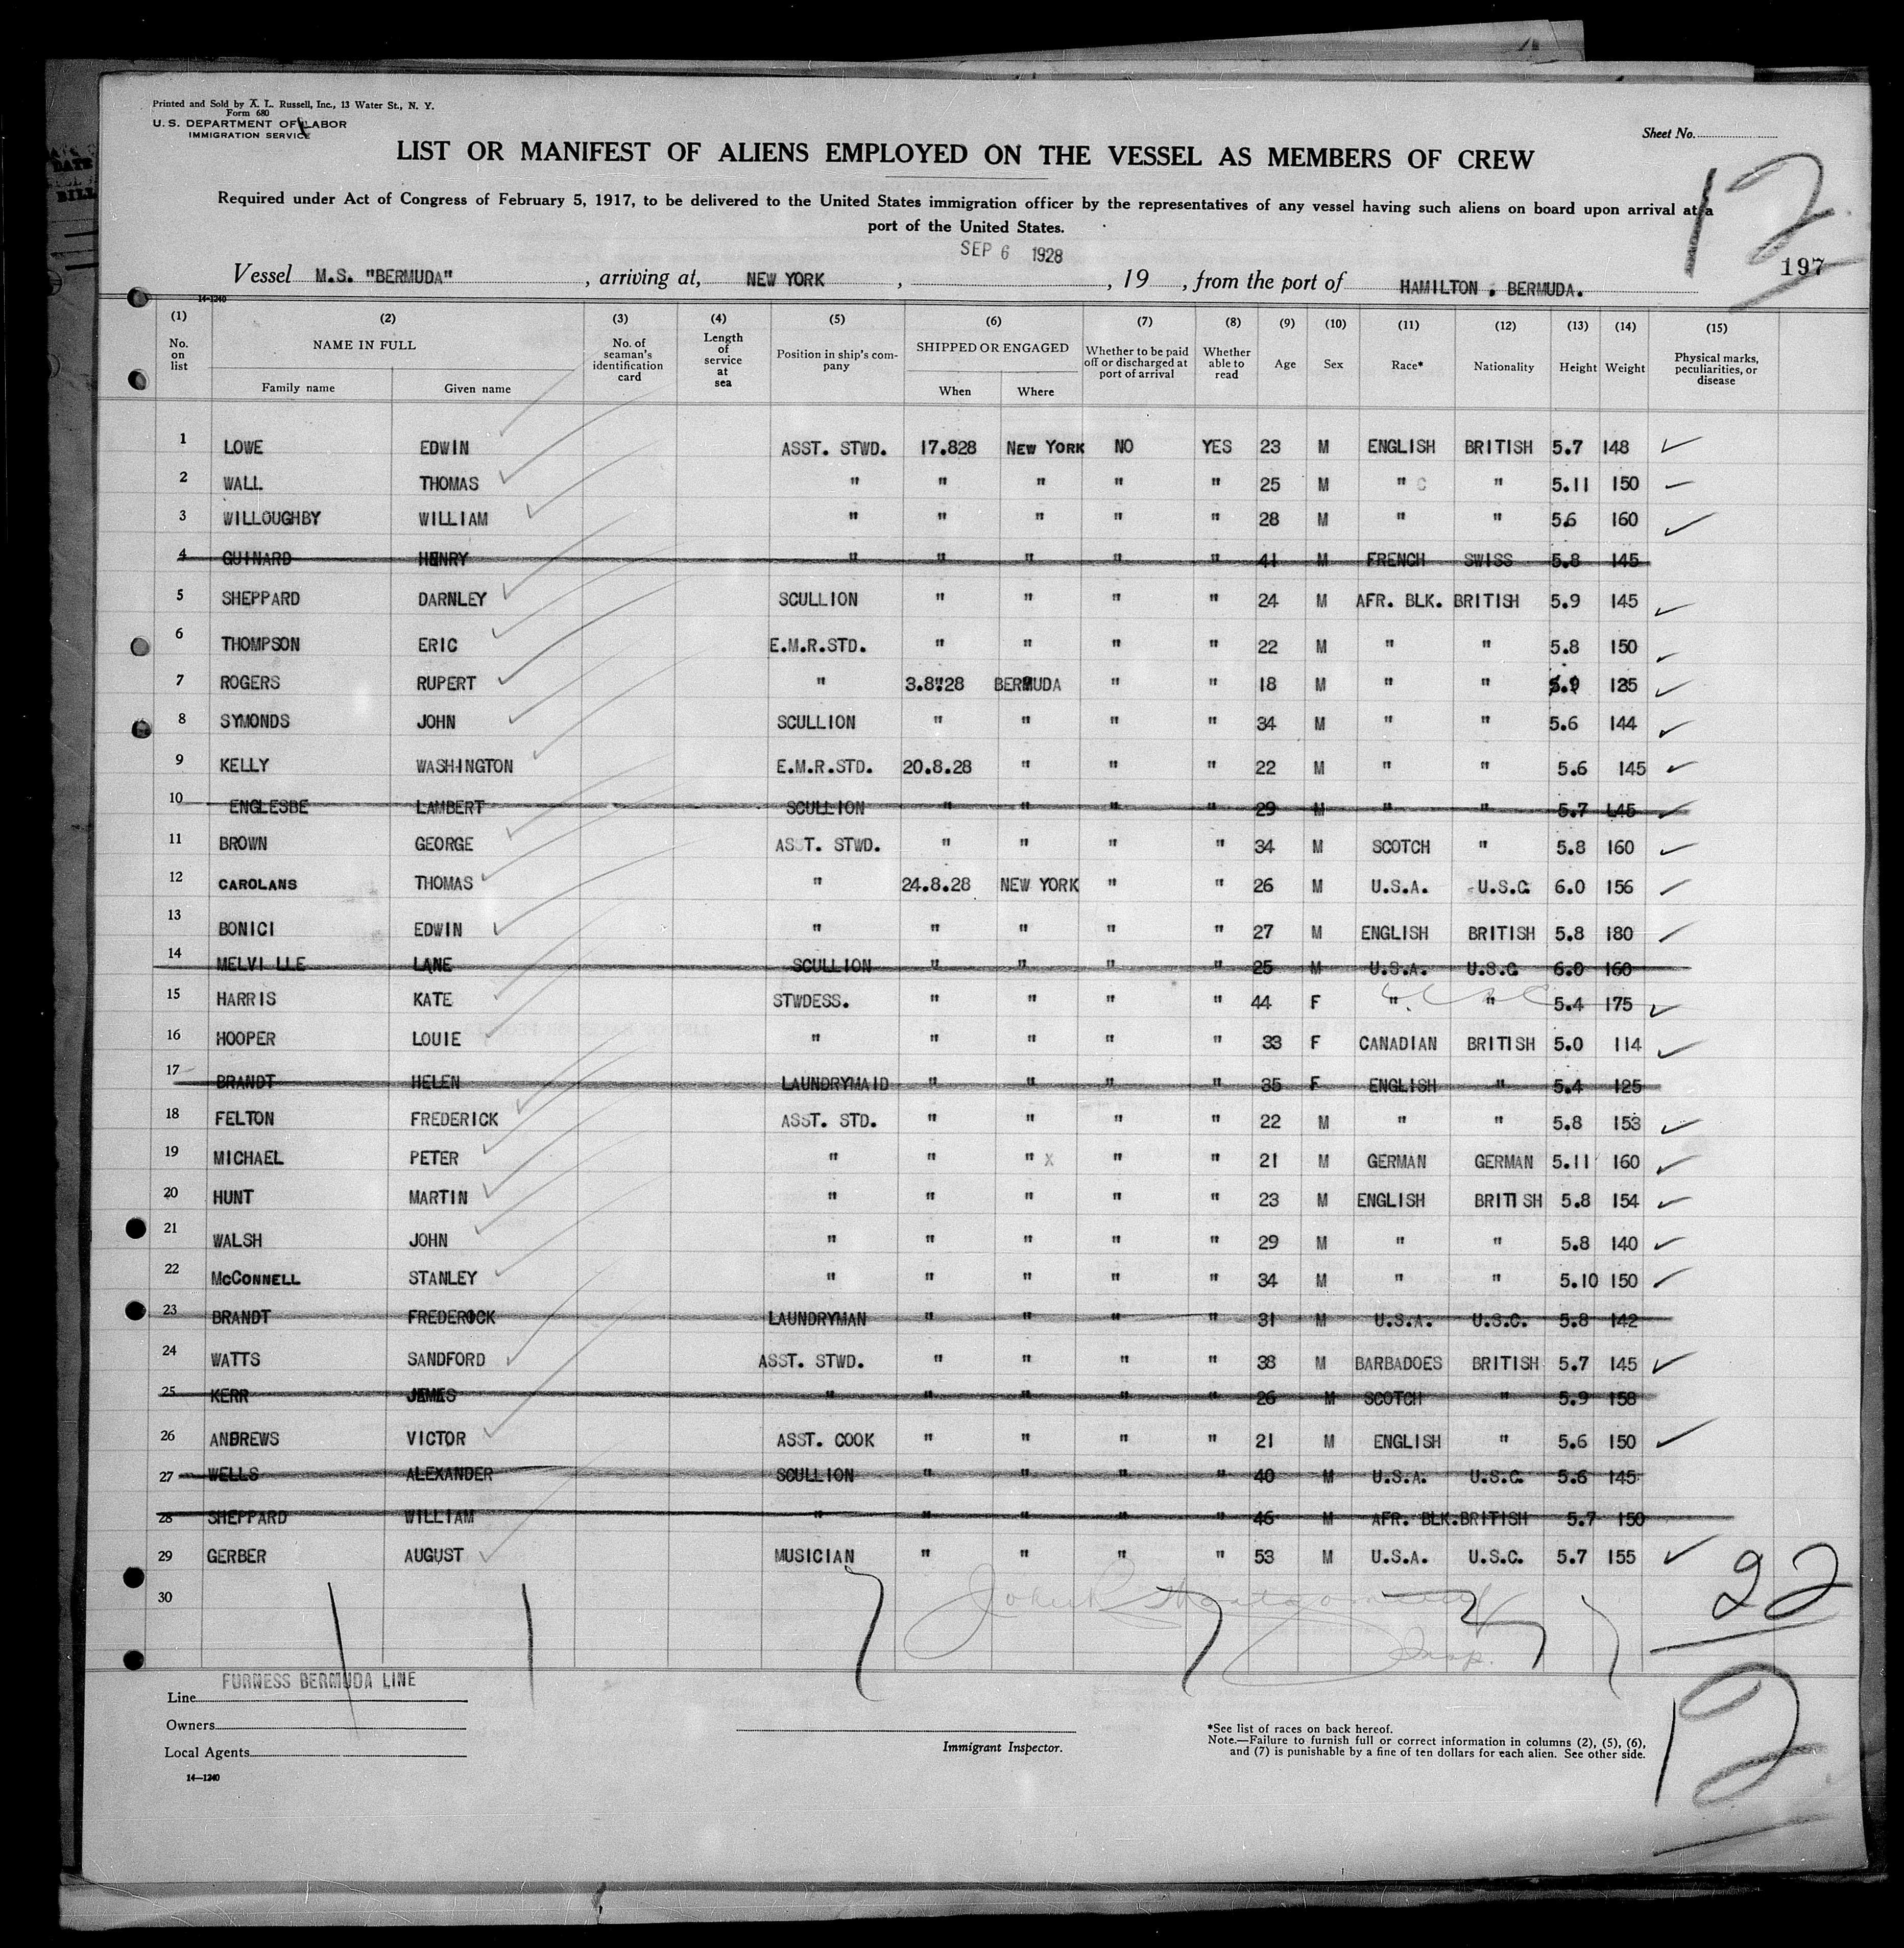 Printed and Sold by A. L. Russell, Inc., 13 Water St., N. Y.
Form 680
U. S. DEPARTMENT OF LABOR
IMMIGRATION SERVICE
Sheet No.
LIST OR MANIFEST OF ALIENS EMPLOYED ON THE VESSEL AS MEMBERS OF CREW
12
Required under Act of Congress of February 5, 1917, to be delivered to the United States immigration officer by the representatives of any vessel having such aliens on board upon arrival at a
port of the United States.
SEP 6 1928
197
Vessel M.S. "BERMUDA" , arriving at, NEW YORK , , 19 , from the port of HAMILTON . BERMUDA.
14-1240
(1) (2) (3) (4) (5) (6) (7) (8) (9) (10) (11) (12) (13) (14) (15)
No. on list NAME IN FULL Family name Given name No. of seaman's identification card Length of service at sea Position in ship's company SHIPPED OR ENGAGED When Where Whether to be paid off or discharged at port of arrival Whether able to read Age Sex Race* Nationality Height Weight Physical marks, peculiarities, or disease
1 LOWE EDWIN ASST. STWD. 17.828 NEW YORK NO YES 23 M ENGLISH BRITISH 5.7 148
2 WALL THOMAS " " " " " 25 M " C " 5.11 150
3 WILLOUGHBY WILLIAM " " " " " 28 M " " 5.6 160
4 GUINARD HENRY " " " " " 41 M FRENCH SWISS 5.8 145
5 SHEPPARD DARNLEY SCULLION " " " " 24 M AFR. BLK. BRITISH 5.9 145
6 THOMPSON ERIC E.M.R.STD. " " " " 22 M " " 5.8 150
7 ROGERS RUPERT " 3.8.28 BERMUDA " " 18 M " " 5.9 135
8 SYMONDS JOHN SCULLION " " " " 34 M " " 5.6 144
9 KELLY WASHINGTON E.M.R.STD. 20.8.28 " " " 22 M " " 5.6 145
10 ENGLESBE LAMBERT SCULLION " " " " 29 M " " 5.7 145
11 BROWN GEORGE ASST. STWD. " " " " 34 M SCOTCH " 5.8 160
12 CAROLANS THOMAS " 24.8.28 NEW YORK " " 26 M U.S.A. U.S.C. 6.0 156
13 BONICI EDWIN " " " " " 27 M ENGLISH BRITISH 5.8 180
14 MELVILLE LANE SCULLION " " " " 25 M U.S.A. U.S.C. 6.0 160
15 HARRIS KATE STWDESS. " " " " 44 F " " 5.4 175
16 HOOPER LOUIE " " " " " 33 F CANADIAN BRITISH 5.0 114
17 BRANDT HELEN LAUNDRYMAID " " " " 35 F ENGLISH " 5.4 125
18 FELTON FREDERICK ASST. STD. " " " " 22 M " " 5.8 153
19 MICHAEL PETER " " " X " " 21 M GERMAN GERMAN 5.11 160
20 HUNT MARTIN " " " " " 23 M ENGLISH BRITISH 5.8 154
21 WALSH JOHN " " " " " 29 M " " 5.8 140
22 McCONNELL STANLEY " " " " " 34 M " " 5.10 150
23 BRANDT FREDERICK LAUNDRYMAN " " " " 31 M U.S.A. U.S.C. 5.8 142
24 WATTS SANDFORD ASST. STWD. " " " " 38 M BARBADOES BRITISH 5.7 145
25 KERR JAMES " " " " " 26 M SCOTCH " 5.9 158
26 ANDREWS VICTOR ASST. COOK " " " " 21 M ENGLISH " 5.6 150
27 WELLS ALEXANDER SCULLION " " " " 40 M U.S.A. U.S.C. 5.6 145
28 SHEPPARD WILLIAM " " " " " 46 M AFR. BLK. BRITISH 5.7 150
29 GERBER AUGUST MUSICIAN " " " " 53 M U.S.A. U.S.C. 5.7 155
22
30
John R Montgomery
Insp.
FURNESS BERMUDA LINE
Line
12
Owners
Local Agents
Immigrant Inspector.
*See list of races on back hereof.
Note.—Failure to furnish full or correct information in columns (2), (5), (6),
and (7) is punishable by a fine of ten dollars for each alien. See other side.
14—1240